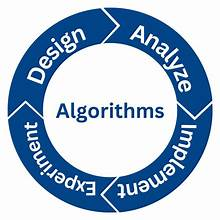 Design
Analyze
Algorithms
Implement
Experiment